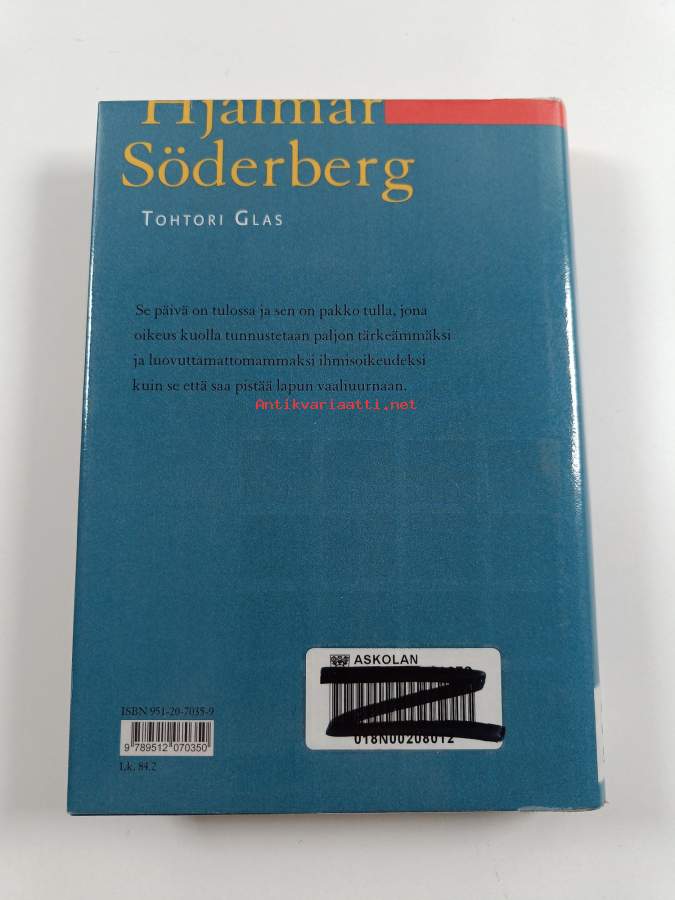 Hjalmar
Söderberg
TOHTORI GLAS
Se päivä on tulossa ja sen on pakko tulla, jona
oikeus kuolla tunnustetaan paljon tärkeämmäksi
ja luovuttamattomammaksi ihmisoikeudeksi
kuin se että saa pistää lapun vaaliuurnaan.
Antikvariaatti.net
ASKOLAN
018N00208012
ISBN 951-20-7035-9
9 789512 070350
Lk. 84.2